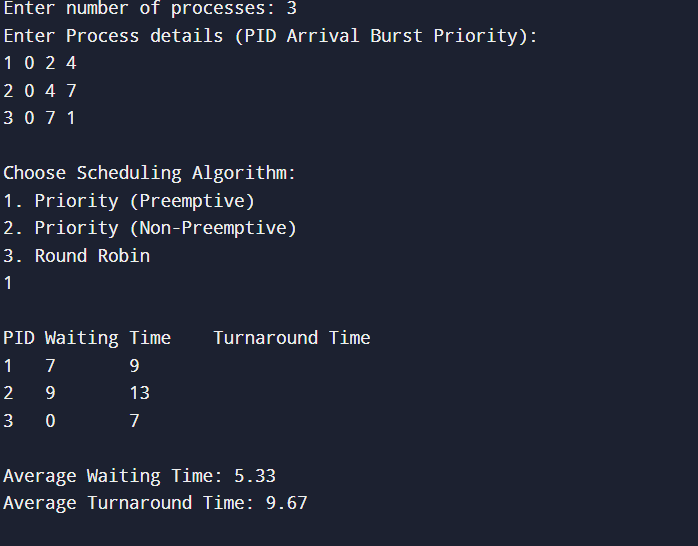 Enter number of processes: 3
Enter Process details (PID Arrival Burst Priority):
1 0 2 4
2 0 4 7
3 0 7 1
Choose Scheduling Algorithm:
1. Priority (Preemptive)
2. Priority (Non-Preemptive)
3. Round Robin
1
PID Waiting Time    Turnaround Time
1   7       9
2   9       13
3   0       7
Average Waiting Time: 5.33
Average Turnaround Time: 9.67